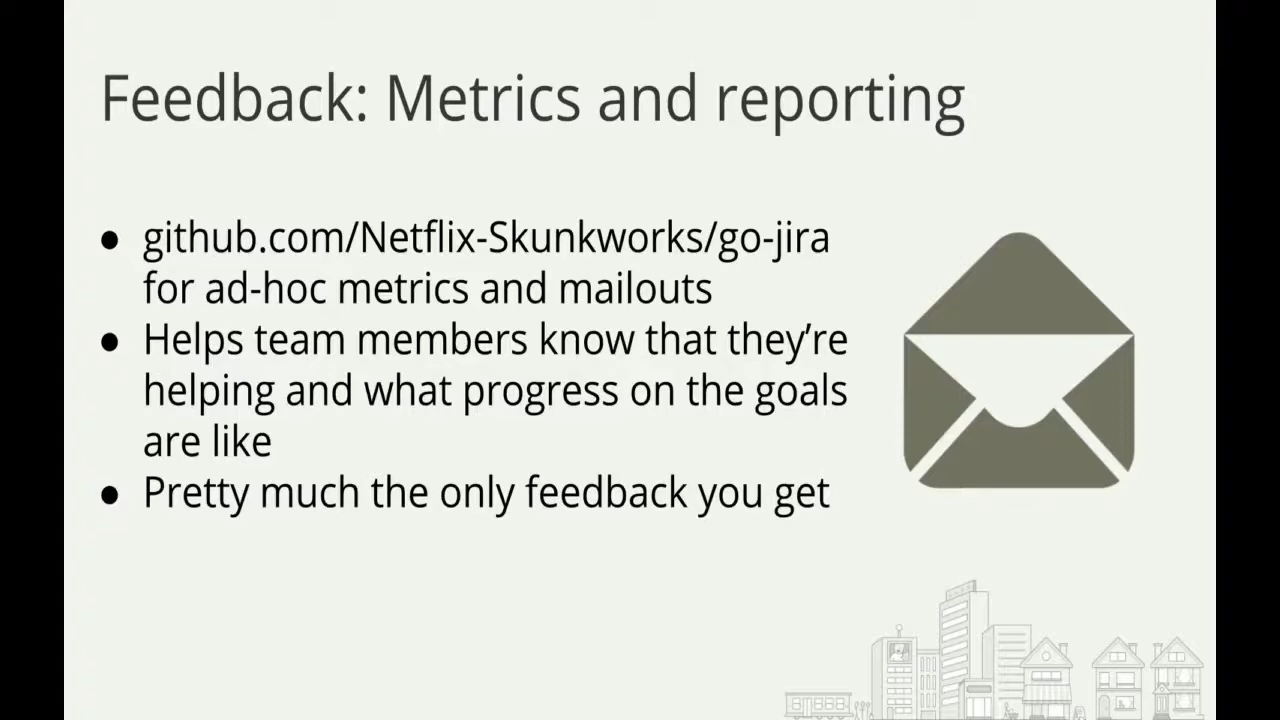 Feedback: Metrics and reporting
● github.com/Netflix-Skunkworks/go-jira
for ad-hoc metrics and mailouts
● Helps team members know that they’re
helping and what progress on the goals
are like
● Pretty much the only feedback you get